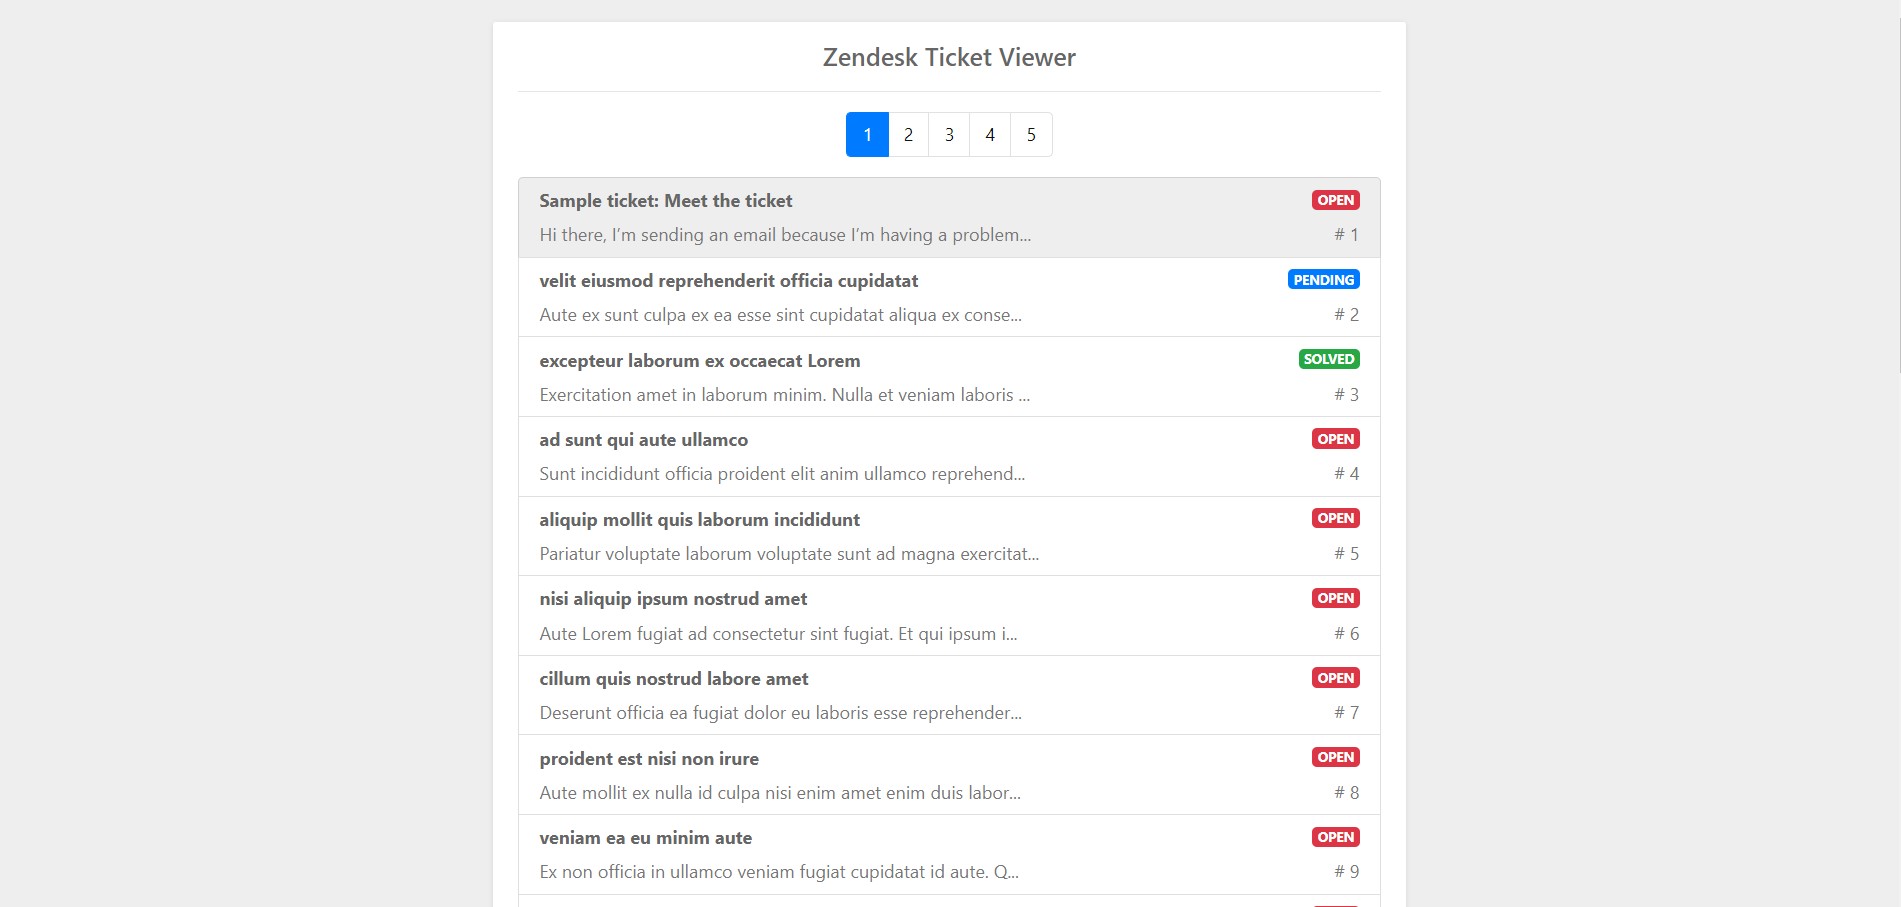 Zendesk Ticket Viewer
1 2 3 4 5
Sample ticket: Meet the ticket OPEN
Hi there, I’m sending an email because I’m having a problem... # 1
velit eiusmod reprehenderit officia cupidatat PENDING
Aute ex sunt culpa ex ea esse sint cupidatat aliqua ex conse... # 2
excepteur laborum ex occaecat Lorem SOLVED
Exercitation amet in laborum minim. Nulla et veniam laboris ... # 3
ad sunt qui aute ullamco OPEN
Sunt incididunt officia proident elit anim ullamco reprehend... # 4
aliquip mollit quis laborum incididunt OPEN
Pariatur voluptate laborum voluptate sunt ad magna exercitat... # 5
nisi aliquip ipsum nostrud amet OPEN
Aute Lorem fugiat ad consectetur sint fugiat. Et qui ipsum i... # 6
cillum quis nostrud labore amet OPEN
Deserunt officia ea fugiat dolor eu laboris esse reprehender... # 7
proident est nisi non irure OPEN
Aute mollit ex nulla id culpa nisi enim amet enim duis labor... # 8
veniam ea eu minim aute OPEN
Ex non officia in ullamco veniam fugiat cupidatat id aute. Q... # 9